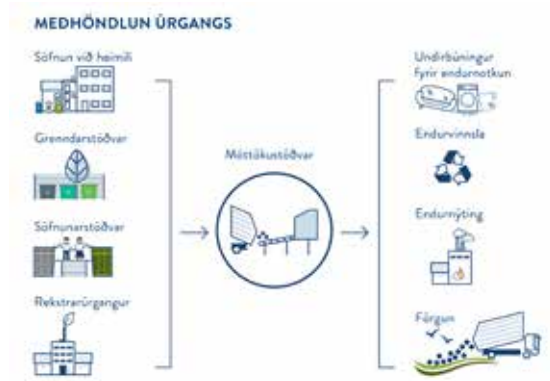 MEDHÖNDLUN ÚRGANGS
Söfnun við heimili
Grenndarstöðvar
Söfnunarstöðvar
Rekstrarúrgangur
Móttökustöðvar
Undirbúningur
fyrir endurnotkun
Endurvinnsla
Endurnýting
Förgun